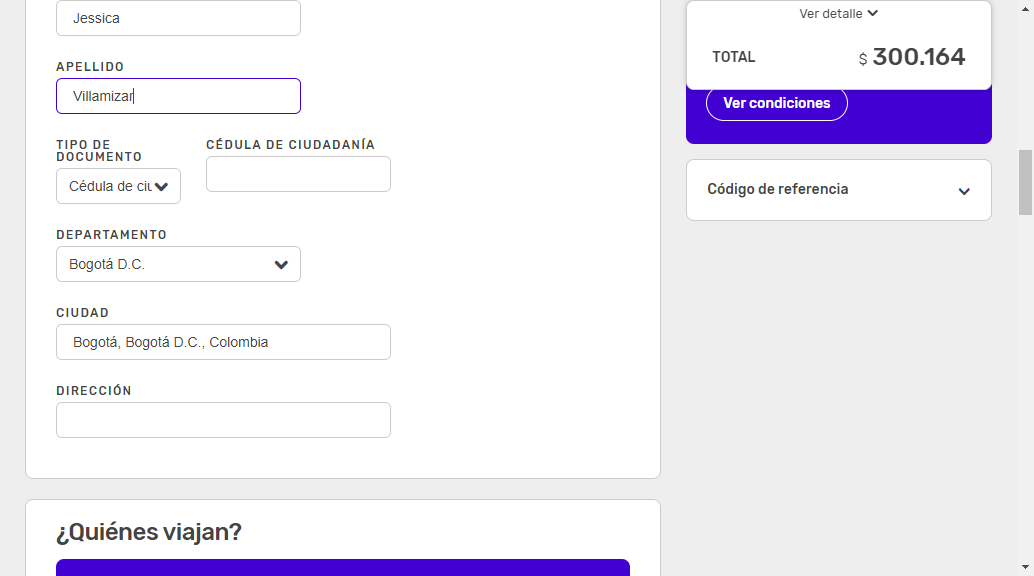 Jessica
APELLIDO
Villamizar
TIPO DE
DOCUMENTO
Cédula de ciu
CÉDULA DE CIUDADANÍA
DEPARTAMENTO
Bogotá D.C.
CIUDAD
Bogotá, Bogotá D.C., Colombia
DIRECCIÓN
¿Quiénes viajan?
Ver detalle
TOTAL
$ 300.164
Ver condiciones
Código de referencia